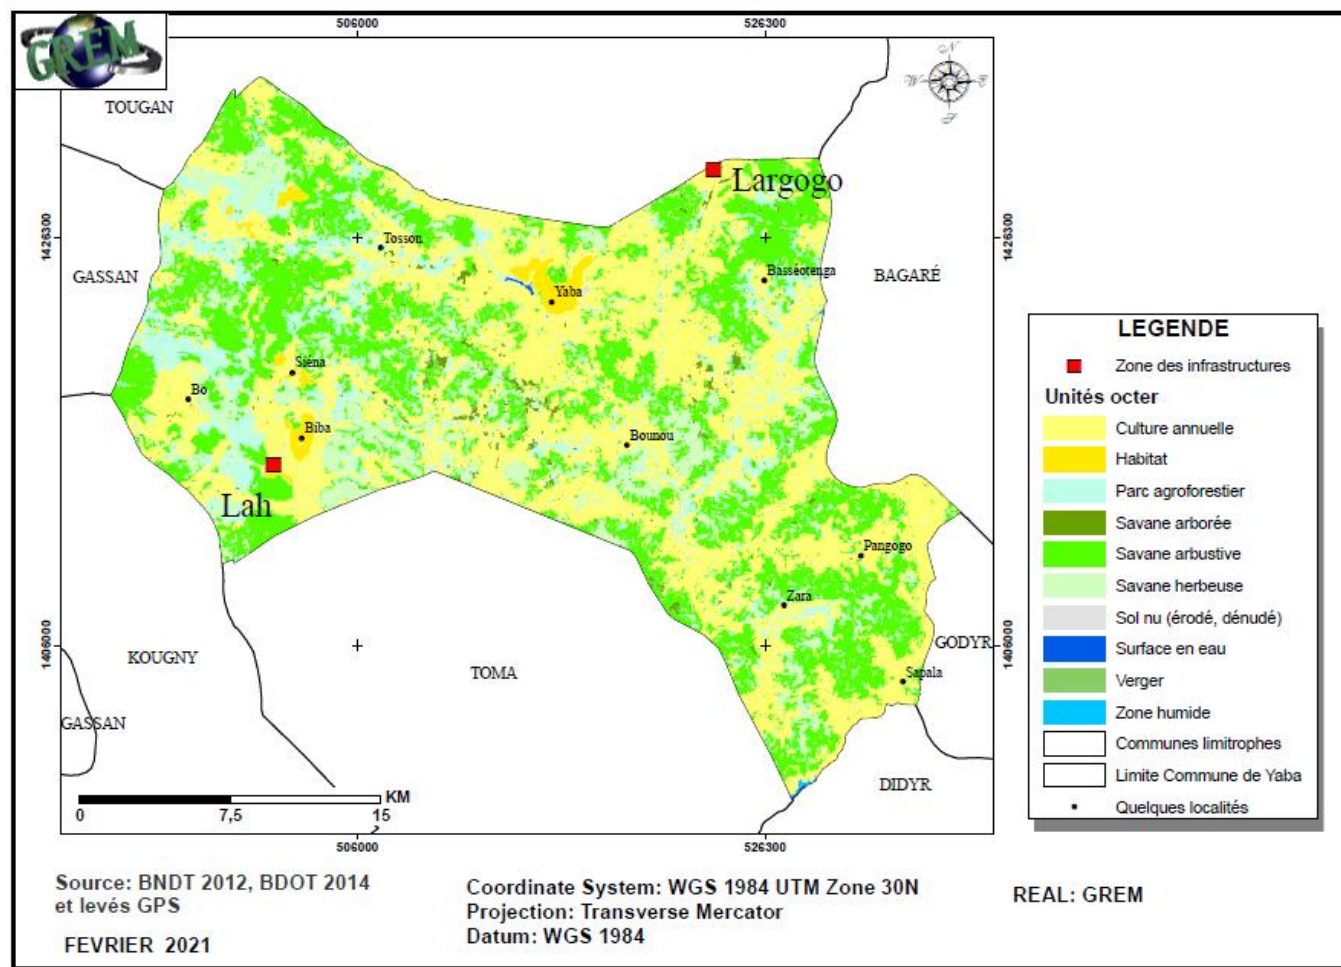 GREM
506000
526300
N
W
E
TOUGAN
Largogo
1426300
1426300
Tosson
GASSAN
Basséotenga
BAGARÉ
Yaba
LEGENDE
Zone des infrastructures
Unités octer
Culture annuelle
Habitat
Parc agroforestier
Savane arborée
Savane arbustive
Savane herbeuse
Sol nu (érodé, dénudé)
Surface en eau
Verger
Zone humide
Communes limitrophes
Limite Commune de Yaba
Quelques localités
Siéna
Bo
Biba
Bounou
Lah
Pangogo
Zara
1406000
1406000
KOUGNY
TOMA
GODYR
Sapala
GASSAN
DIDYR
KM
0
7,5
15
506000
526300
Source: BNDT 2012, BDOT 2014
et levés GPS
FEVRIER 2021
Coordinate System: WGS 1984 UTM Zone 30N
Projection: Transverse Mercator
Datum: WGS 1984
REAL: GREM